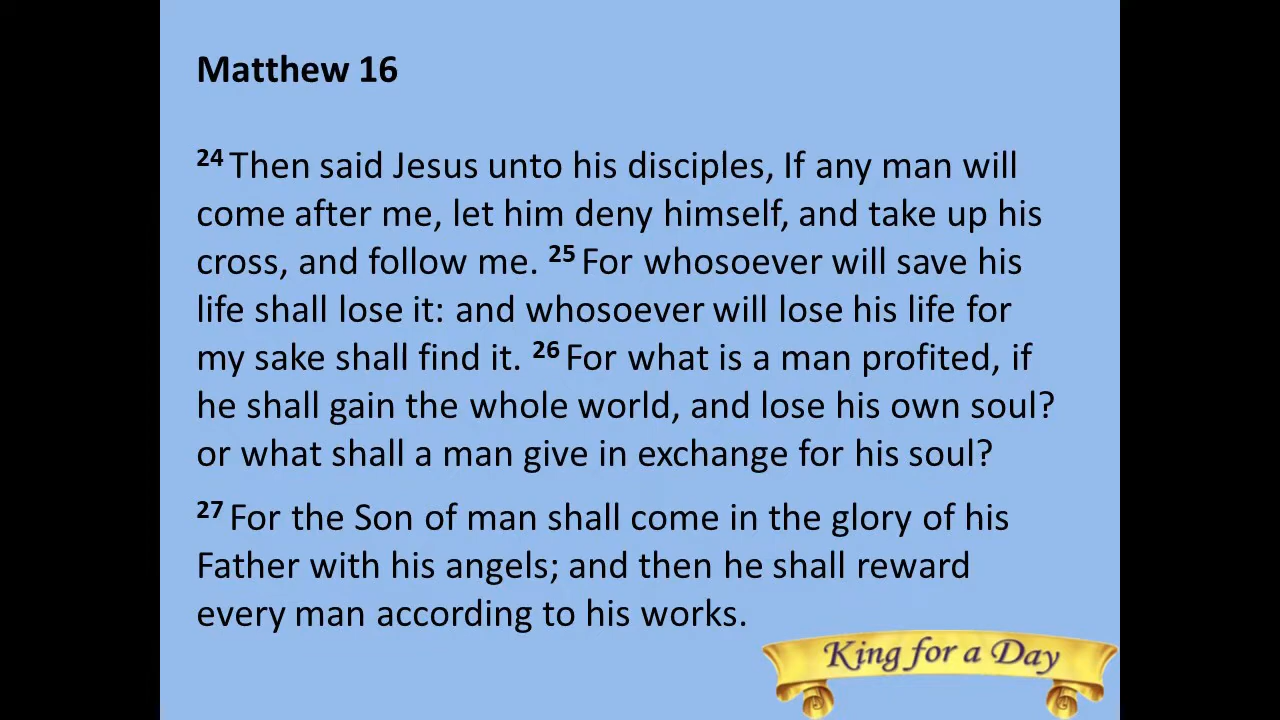 Matthew 16
24 Then said Jesus unto his disciples, If any man will
come after me, let him deny himself, and take up his
cross, and follow me. 25 For whosoever will save his
life shall lose it: and whosoever will lose his life for
my sake shall find it. 26 For what is a man profited, if
he shall gain the whole world, and lose his own soul?
or what shall a man give in exchange for his soul?
27 For the Son of man shall come in the glory of his
Father with his angels; and then he shall reward
every man according to his works.
King for a Day